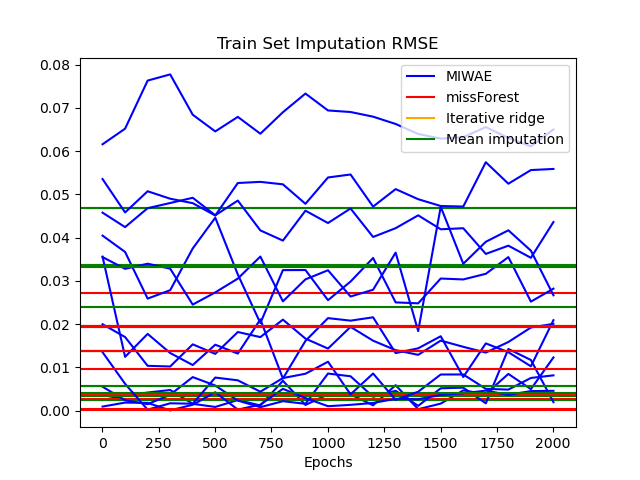 Train Set Imputation RMSE
0.08
0.07
0.06
0.05
0.04
0.03
0.02
0.01
0.00
MIWAE
missForest
Iterative ridge
Mean imputation
0 250 500 750 1000 1250 1500 1750 2000
Epochs